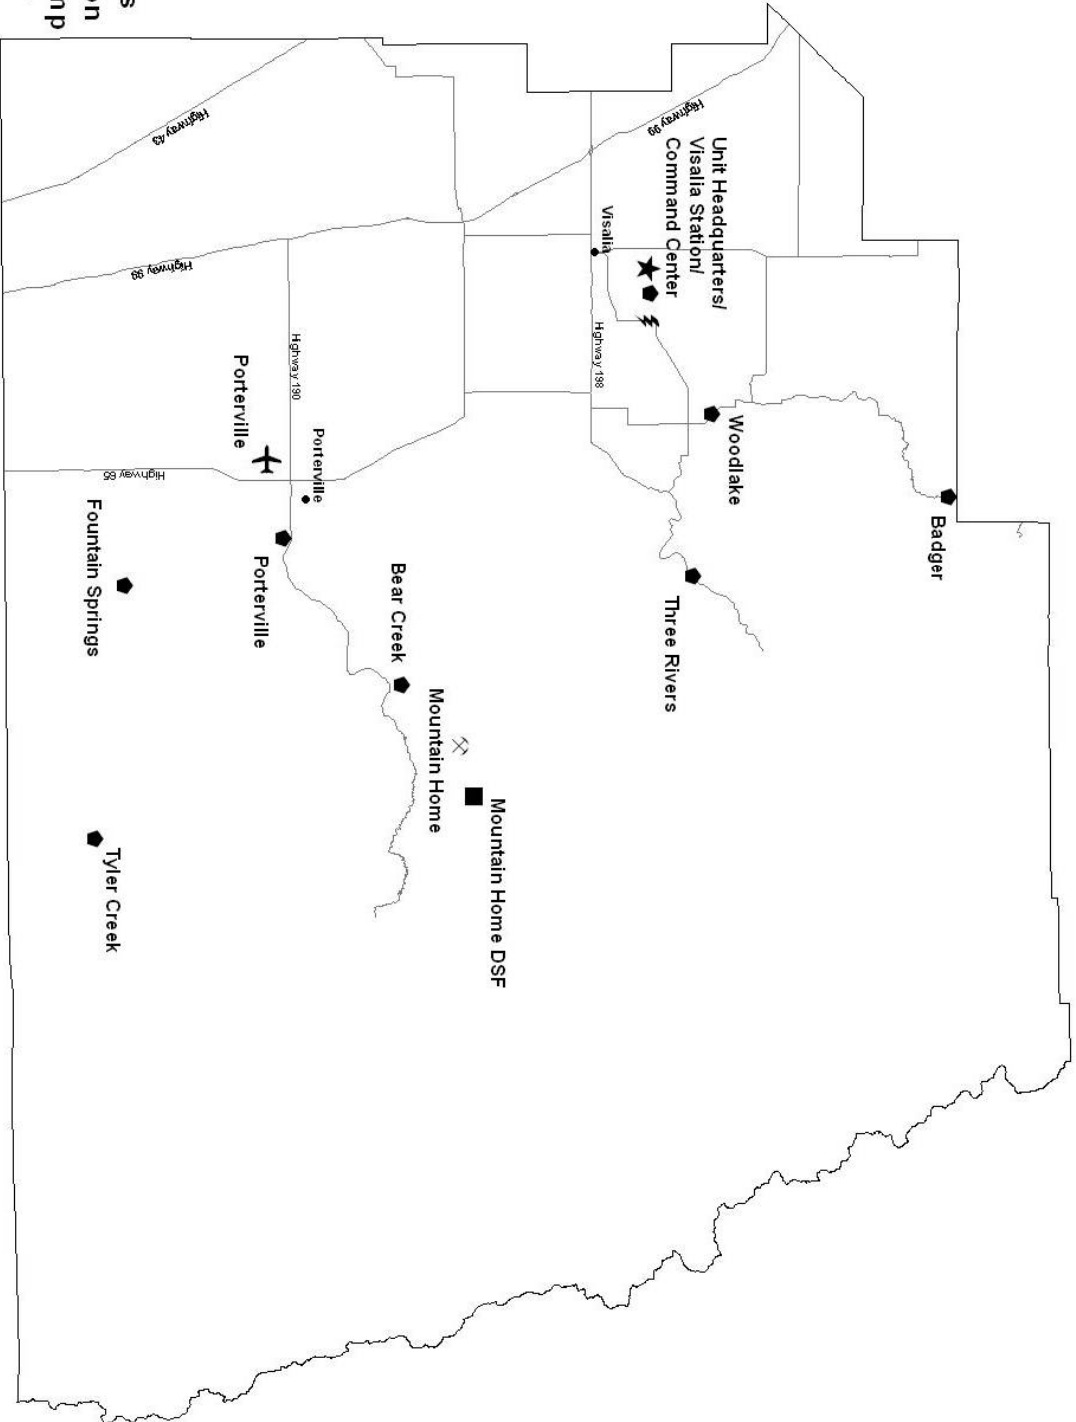 Badger
Unit Headquarters/
Visalia Station/
Command Center
Woodlake
Three Rivers
Highway 99
Visalia
Highway 198
Mountain Home DSF
Mountain Home
Bear Creek
Porterville
Highway 190
Porterville
Porterville
Highway 43
Highway 99
Highway 65
Fountain Springs
Tyler Creek